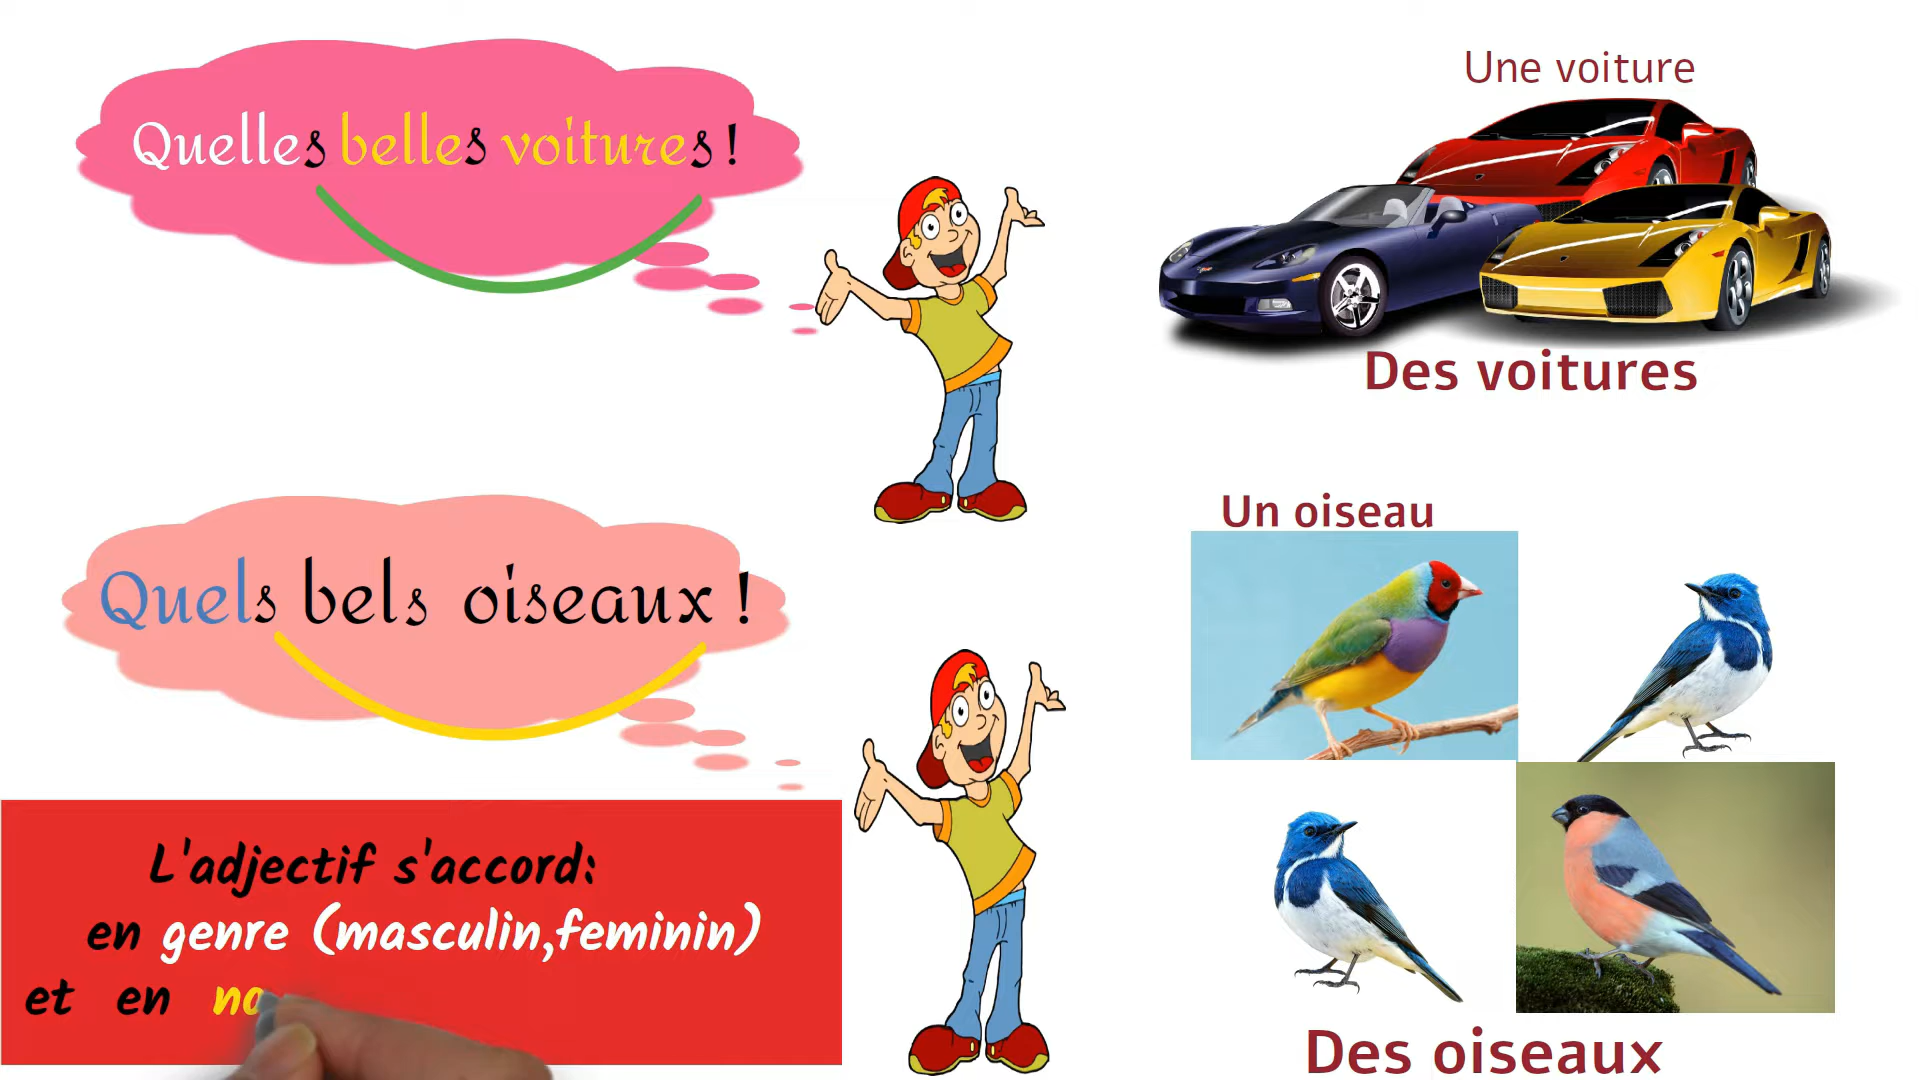 Quelles belles voitures !
Une voiture
Des voitures
Quels bels oiseaux !
Un oiseau
Des oiseaux
L'adjectif s'accord:
en genre (masculin,feminin)
et en no